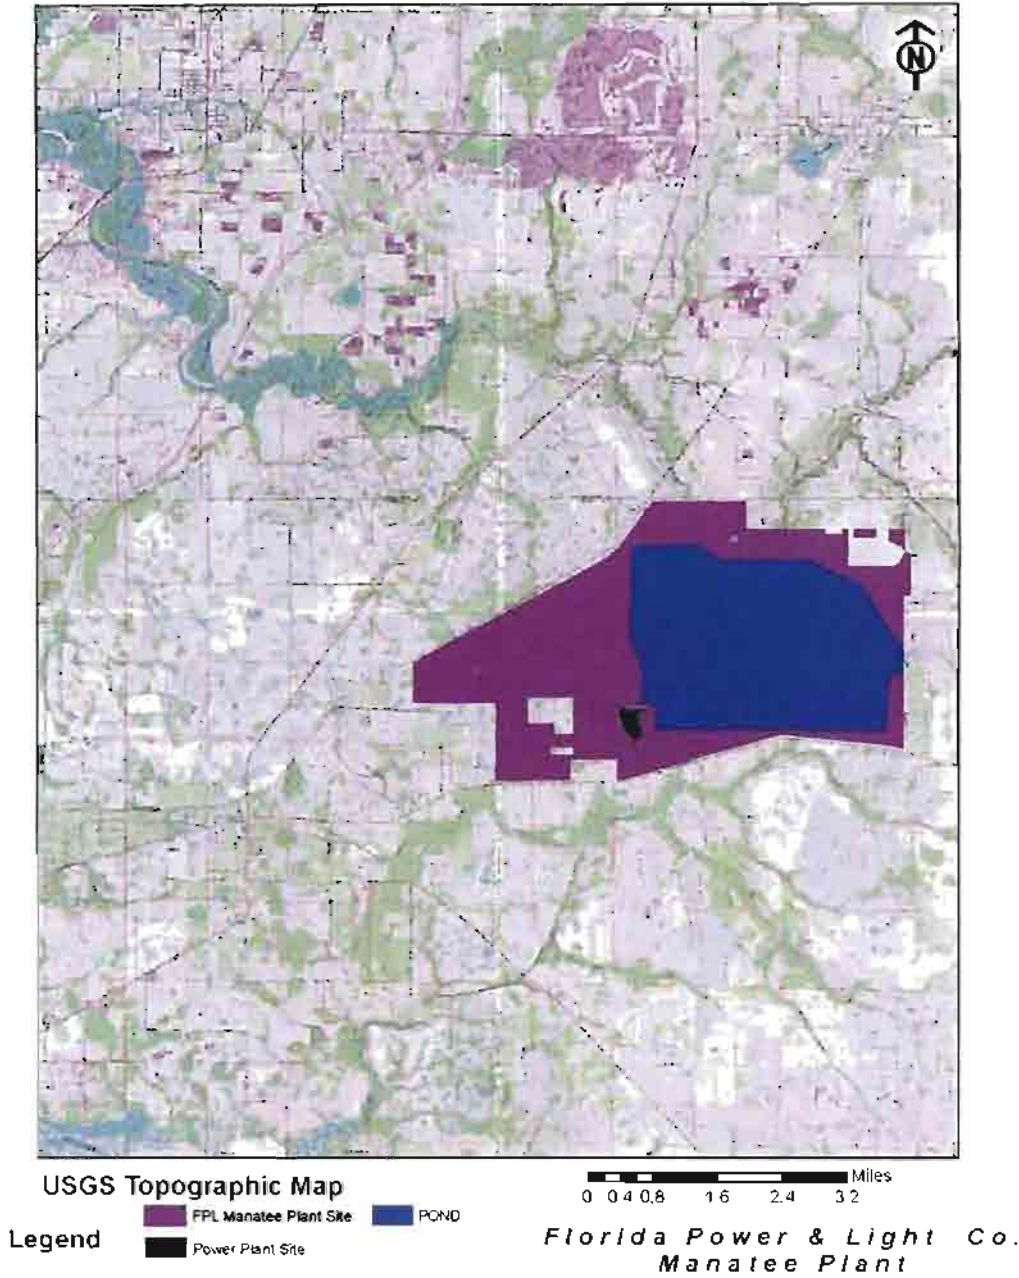 N
USGS Topographic Map
Miles
0 0.4 0.8 1.6 2.4 3.2
Legend
FPL Manatee Plant Site
POND
Power Plant Site
Florida Power & Light Co.
Manatee Plant